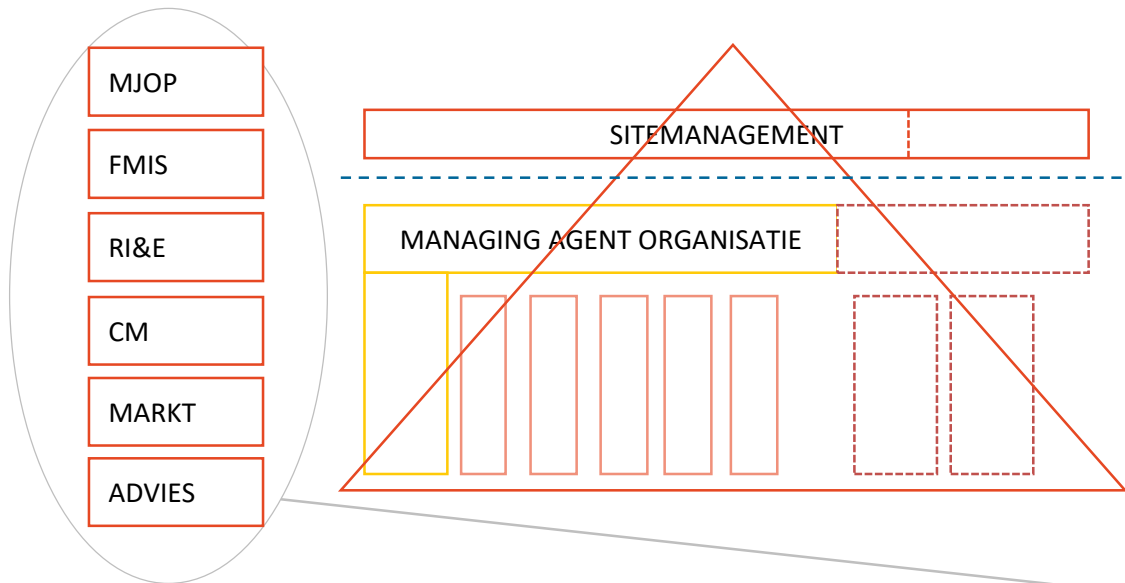 MJOP
FMIS
RI&E
CM
MARKT
ADVIES
SITEMANAGEMENT
MANAGING AGENT ORGANISATIE